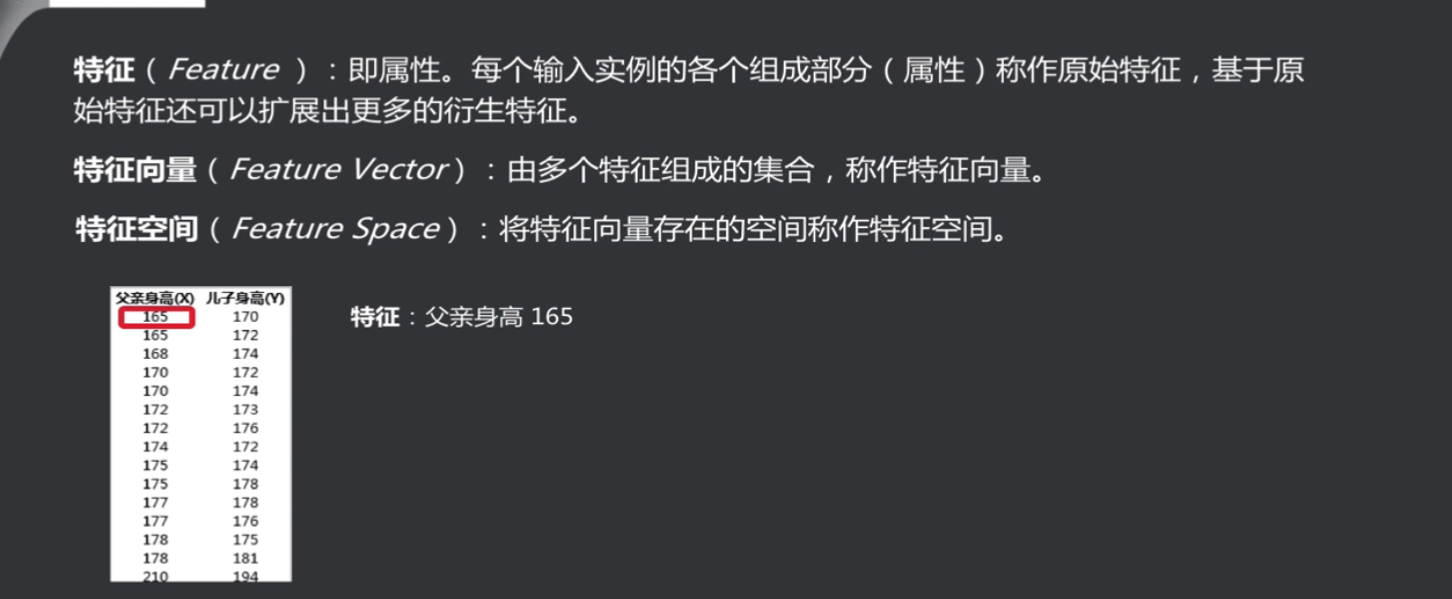 特征（Feature ）：即属性。每个输入实例的各个组成部分（属性）称作原始特征，基于原
始特征还可以扩展出更多的衍生特征。
特征向量（Feature Vector）：由多个特征组成的集合，称作特征向量。
特征空间（Feature Space）：将特征向量存在的空间称作特征空间。
父亲身高(X) 儿子身高(Y)
165 170
165 172
168 174
170 172
170 174
172 173
172 176
174 172
175 174
175 178
177 178
177 176
178 175
178 181
210 194
特征：父亲身高 165